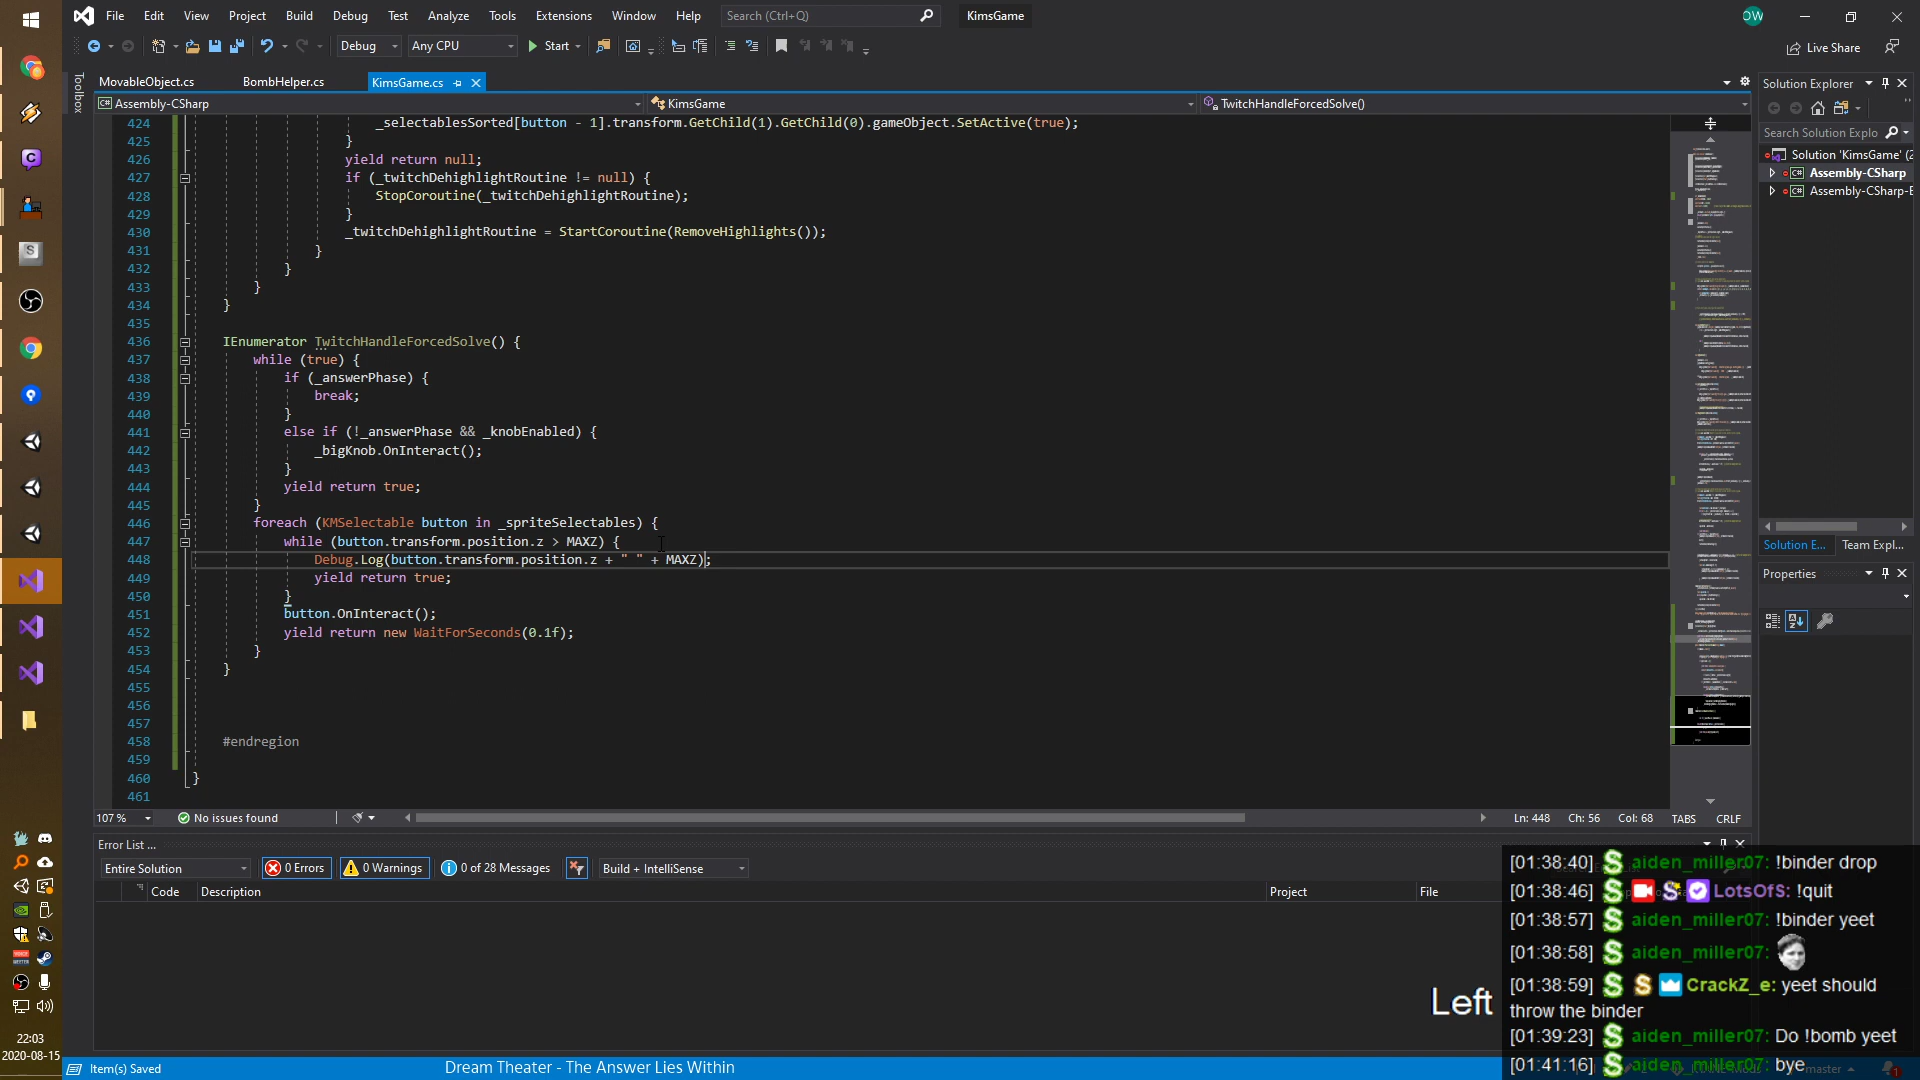 File Edit View Project Build Debug Test Analyze Tools Extensions Window Help Search (Ctrl+Q) KimsGame OW
Debug Any CPU Start Live Share
Toolbox
MovableObject.cs BombHelper.cs KimsGame.cs
Assembly-CSharp KimsGame TwitchHandleForcedSolve()
424 _selectablesSorted[button - 1].transform.GetChild(1).GetChild(0).gameObject.SetActive(true);
425 }
426 yield return null;
427 if (_twitchDehighlightRoutine != null) {
428 StopCoroutine(_twitchDehighlightRoutine);
429 }
430 _twitchDehighlightRoutine = StartCoroutine(RemoveHighlights());
431 }
432 }
433 }
434 }
435
436 IEnumerator TwitchHandleForcedSolve() {
437 while (true) {
438 if (_answerPhase) {
439 break;
440 }
441 else if (!_answerPhase && _knobEnabled) {
442 _bigKnob.OnInteract();
443 }
444 yield return true;
445 }
446 foreach (KMSelectable button in _spriteSelectables) {
447 while (button.transform.position.z > MAXZ) {
448 Debug.Log(button.transform.position.z + " " + MAXZ);
449 yield return true;
450 }
451 button.OnInteract();
452 yield return new WaitForSeconds(0.1f);
453 }
454 }
455
456
457
458 #endregion
459
460 }
461
107 % No issues found Ln: 448 Ch: 56 Col: 68 TABS CRLF
Error List ...
Entire Solution 0 Errors 0 Warnings 0 of 28 Messages Build + IntelliSense
Code Description Project File
Solution Explorer
Search Solution Explo
Solution 'KimsGame' (2
Assembly-CSharp
Assembly-CSharp-E
Solution E... Team Expl...
Properties
[01:38:40] aiden_miller07: !binder drop
[01:38:46] LotsOfS: !quit
[01:38:57] aiden_miller07: !binder yeet
[01:38:58] aiden_miller07:
[01:38:59] CrackZ_e: yeet should
throw the binder
[01:39:23] aiden_miller07: Do !bomb yeet
[01:41:16] aiden_miller07: bye
Left
22:03
2020-08-15
Item(s) Saved Dream Theater - The Answer Lies Within master